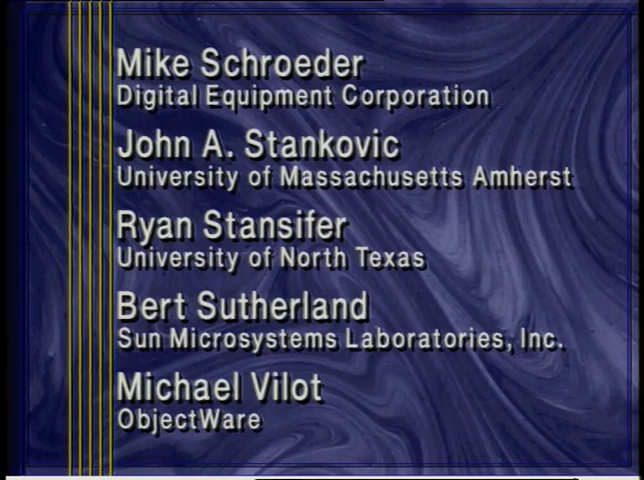 Mike Schroeder
Digital Equipment Corporation
John A. Stankovic
University of Massachusetts Amherst
Ryan Stansifer
University of North Texas
Bert Sutherland
Sun Microsystems Laboratories, Inc.
Michael Vilot
ObjectWare